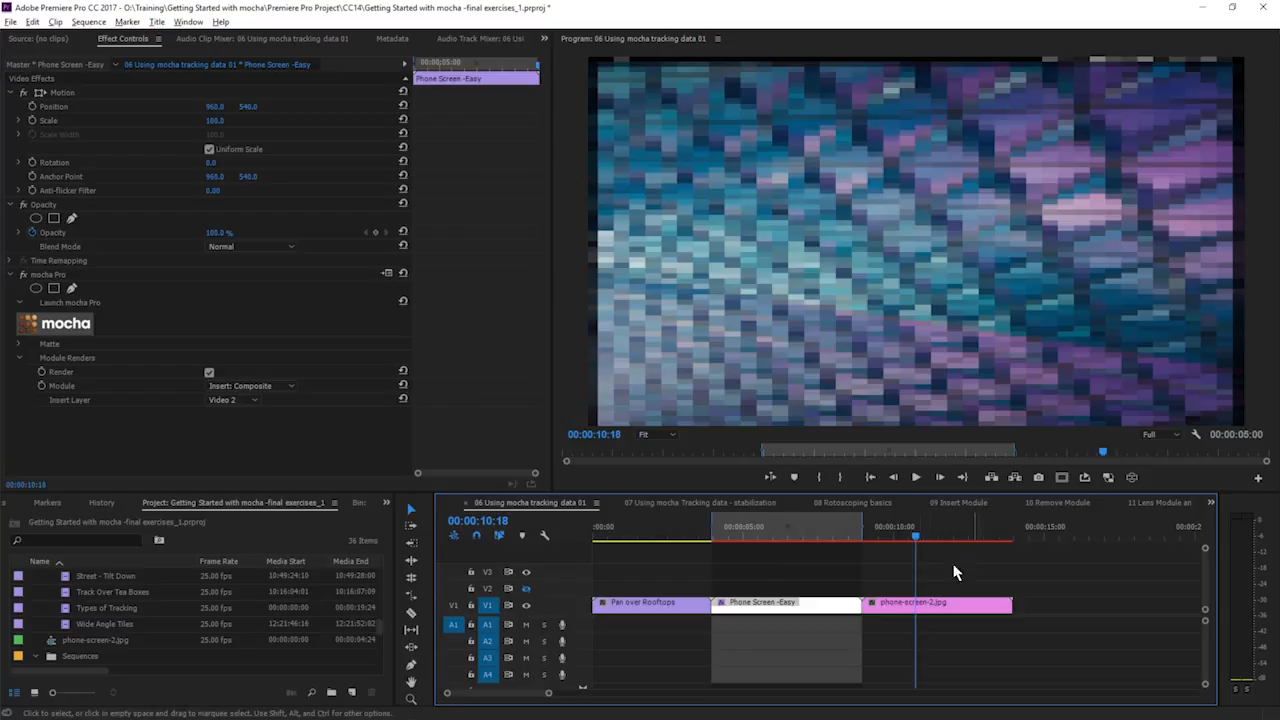 Adobe Premiere Pro CC 2017 - O:\Training\Getting Started with mocha\Premiere Pro Project\CC14\Getting Started with mocha -final exercises_1.prproj *
File Edit Clip Sequence Marker Title Window Help
Source: (no clips) Effect Controls Audio Clip Mixer: 06 Using mocha tracking data 01 Metadata Audio Track Mixer: 06 Usi Program: 06 Using mocha tracking data 01
Master * Phone Screen -Easy 06 Using mocha tracking data 01 * Phone Screen -Easy 00:00:05:00
Video Effects Phone Screen -Easy
fx Motion
Position 960.0 540.0
Scale 100.0
Scale Width 100.0
Uniform Scale
Rotation 0.0
Anchor Point 960.0 540.0
Anti-flicker Filter 0.00
fx Opacity
Opacity 100.0 %
Blend Mode Normal
fx Time Remapping
fx mocha Pro
Launch mocha Pro
mocha
Matte
Module Renders
Render
Module Insert: Composite
Insert Layer Video 2
00:00:10:18 Fit Full 00:00:05:00
00:00:10:18
Markers History Project: Getting Started with mocha -final exercises_1 Bin:
Getting Started with mocha -final exercises_1.prproj
36 Items
Name Frame Rate Media Start Media End
Street - Tilt Down 25.00 fps 10:49:24:10 10:49:28:00
Track Over Tea Boxes 25.00 fps 10:16:04:01 10:16:07:09
Types of Tracking 25.00 fps 00:00:00:00 00:00:19:24
Wide Angle Tiles 25.00 fps 12:21:46:16 12:21:52:02
phone-screen-2.jpg 25.00 fps 00:00:00:00 00:00:04:24
Sequences
06 Using mocha tracking data 01 07 Using mocha Tracking data - stabilization 08 Rotoscoping basics 09 Insert Module 10 Remove Module 11 Lens Module an
00:00:10:18 :00:00 00:00:05:00 00:00:10:00 00:00:15:00 00:00:2
V3
V2
V1 V1 Pan over Rooftops Phone Screen -Easy phone-screen-2.jpg
A1 A1 M S
A2 M S
A3 M S
A4 M S
-6
-12
-18
-24
-30
-36
-42
-48
-54
S S
Click to select, or click in empty space and drag to marquee select. Use Shift, Alt, and Ctrl for other options.